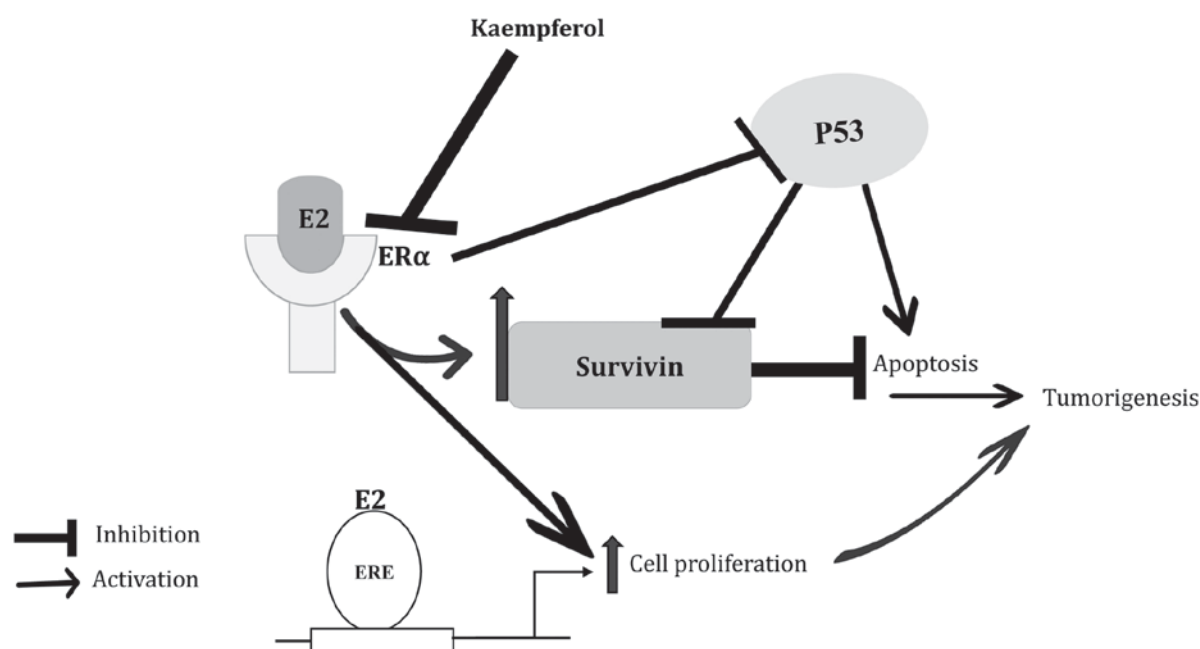 Kaempferol
P53
E2
ERα
Survivin
Apoptosis
Tumorigenesis
E2
ERE
Cell proliferation
Inhibition
Activation